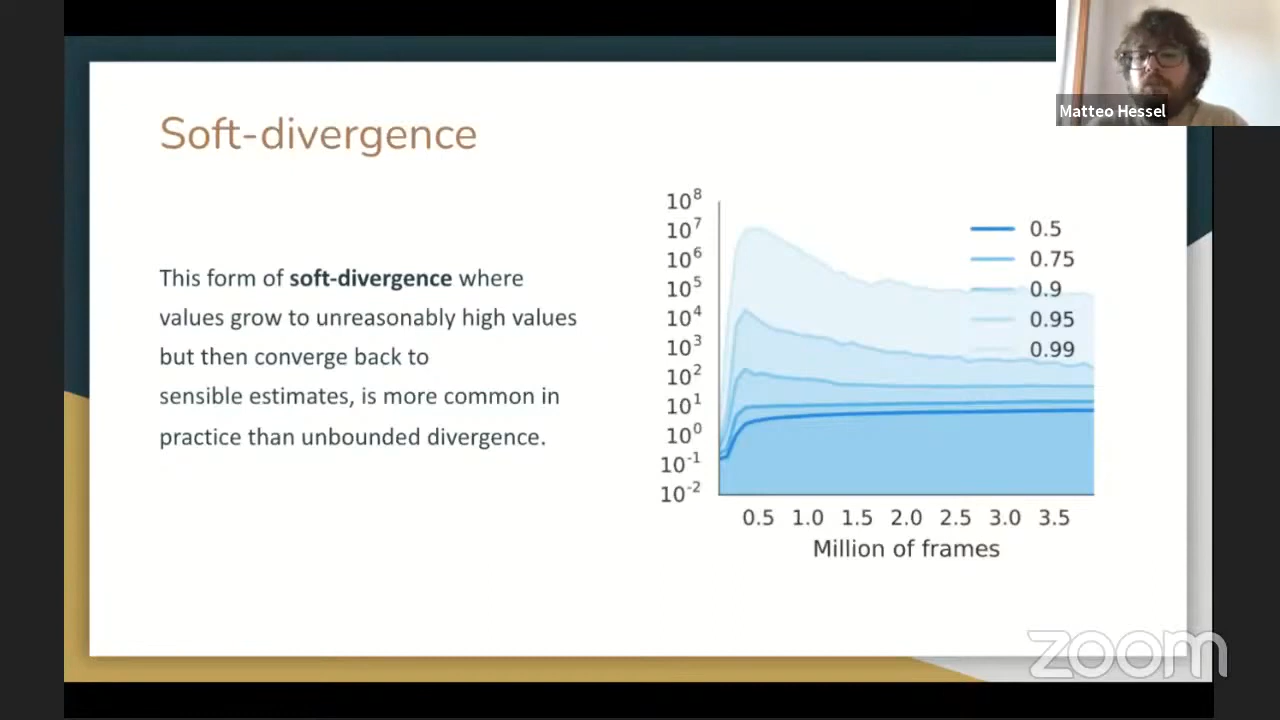 Matteo Hessel
Soft-divergence
This form of soft-divergence where
values grow to unreasonably high values
but then converge back to
sensible estimates, is more common in
practice than unbounded divergence.
10^8
10^7
10^6
10^5
10^4
10^3
10^2
10^1
10^0
10^-1
10^-2
0.5
0.75
0.9
0.95
0.99
0.5 1.0 1.5 2.0 2.5 3.0 3.5
Million of frames
zoom